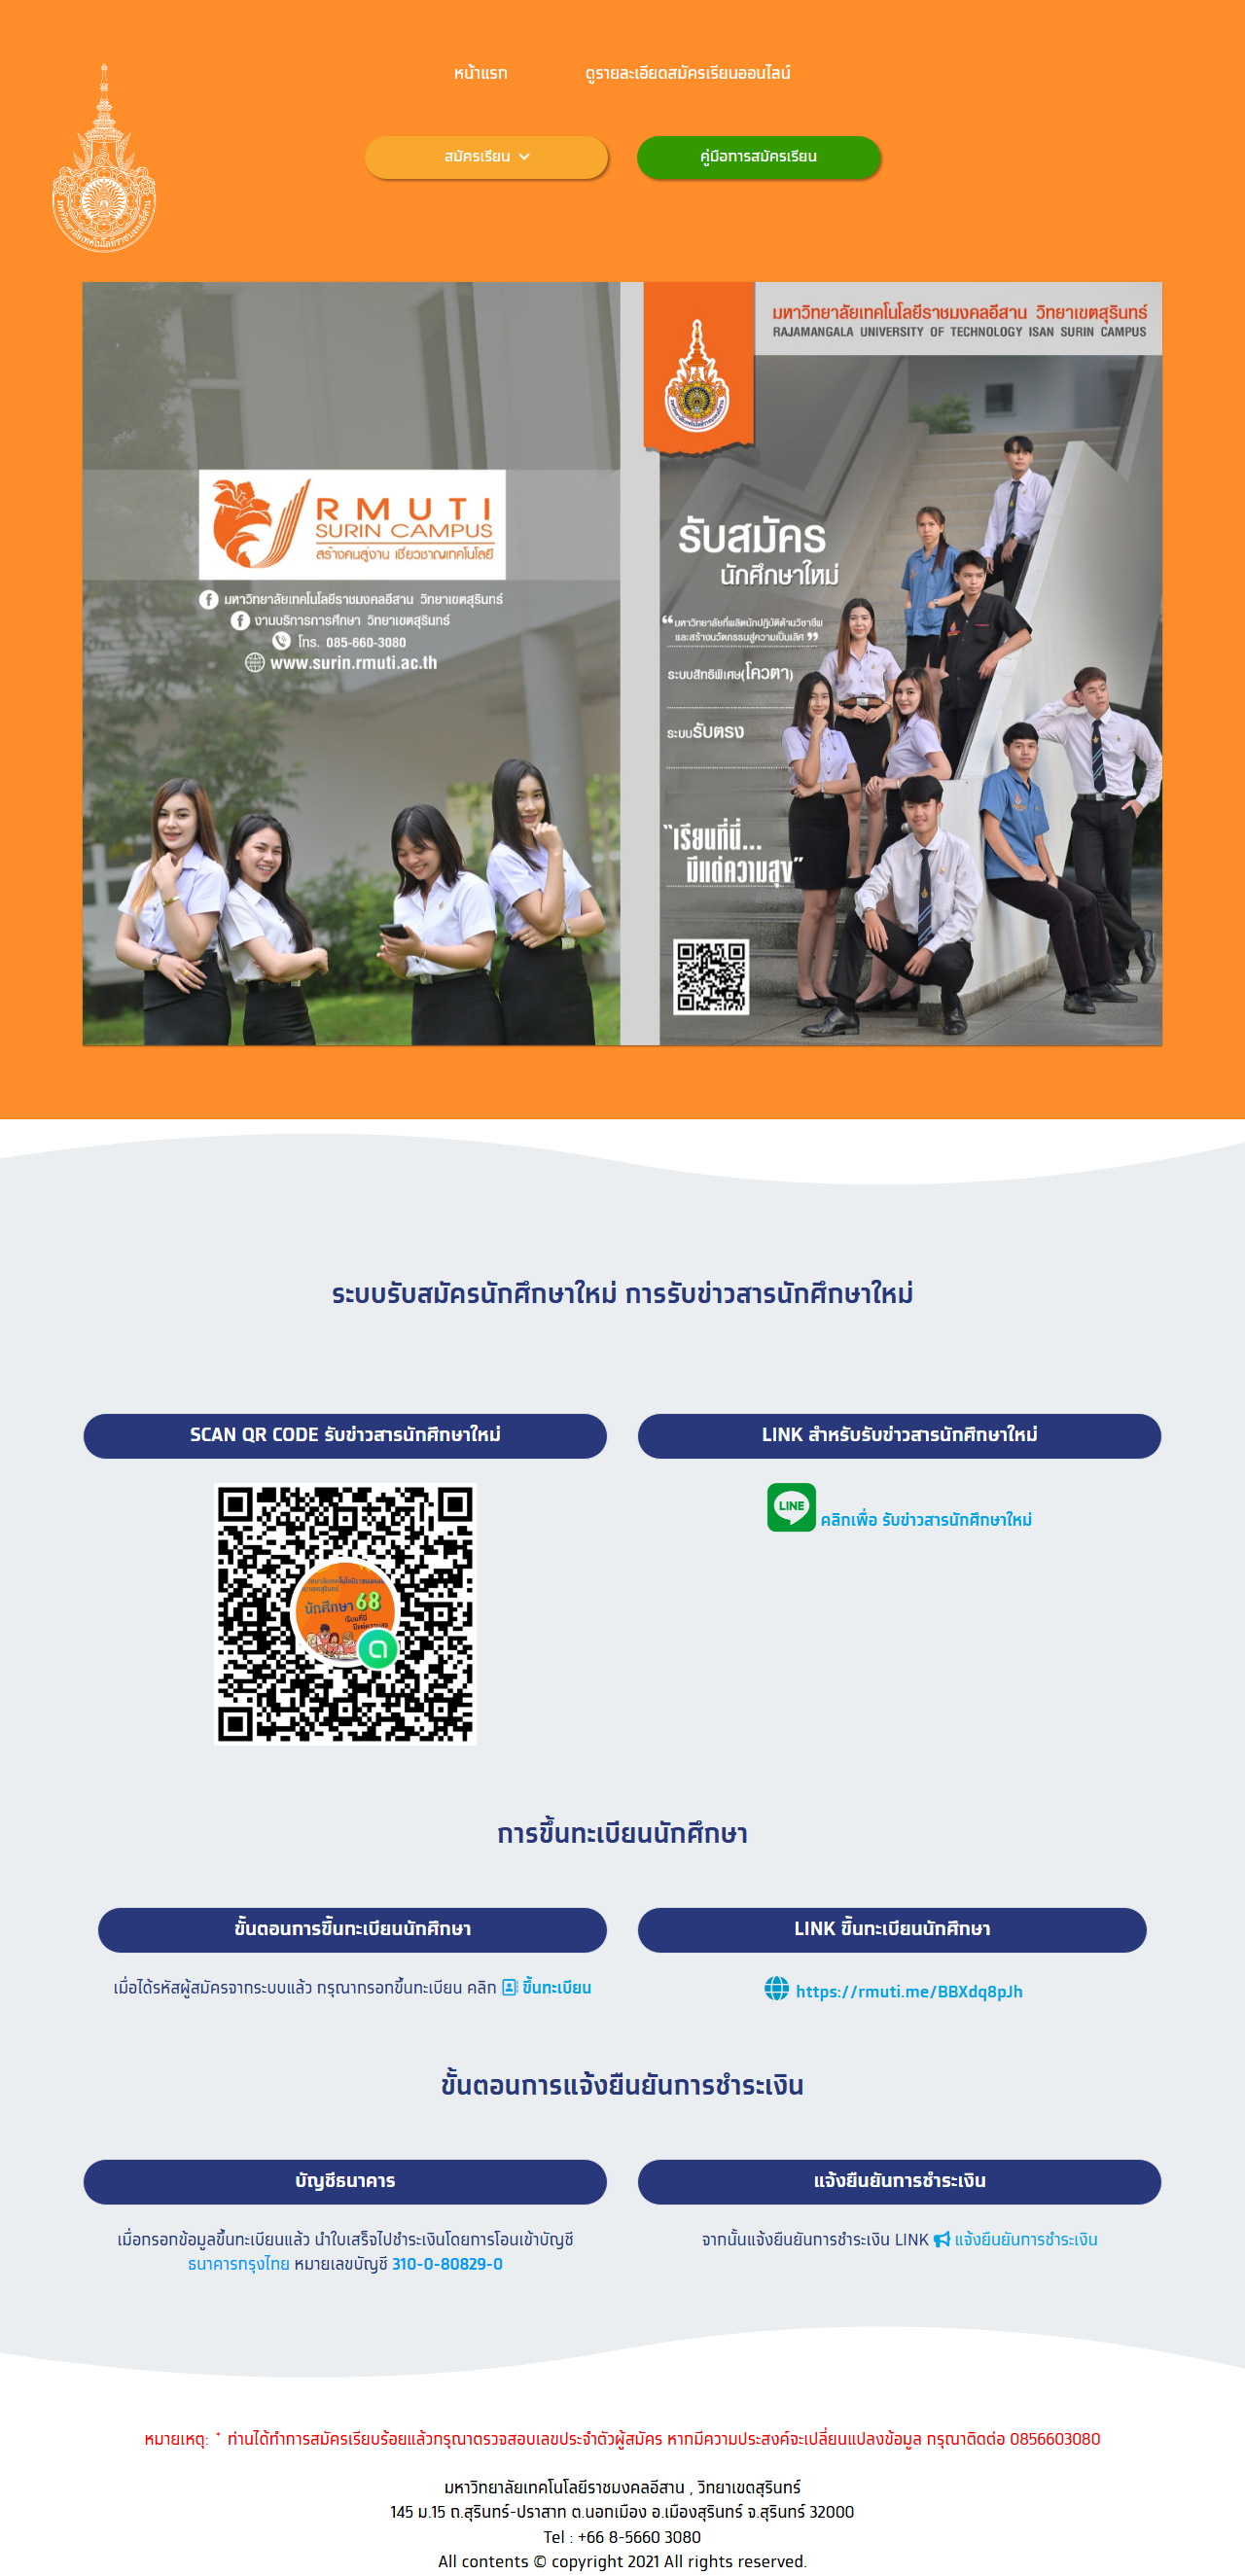 หน้าแรก
ดูรายละเอียดสมัครเรียนออนไลน์
สมัครเรียน
คู่มือการสมัครเรียน
มหาวิทยาลัยเทคโนโลยีราชมงคลอีสาน
มหาวิทยาลัยเทคโนโลยีราชมงคลอีสาน วิทยาเขตสุรินทร์
RAJAMANGALA UNIVERSITY OF TECHNOLOGY ISAN SURIN CAMPUS
RMUTI
SURIN CAMPUS
สร้างคนสู่งาน เชี่ยวชาญเทคโนโลยี
มหาวิทยาลัยเทคโนโลยีราชมงคลอีสาน วิทยาเขตสุรินทร์
งานบริการการศึกษา วิทยาเขตสุรินทร์
โทร. 085-660-3080
www.surin.rmuti.ac.th
รับสมัคร
นักศึกษาใหม่
“มหาวิทยาลัยที่ผลิตนักปฏิบัติด้านวิชาชีพ
และสร้างนวัตกรรมสู่ความเป็นเลิศ”
ระบบสิทธิพิเศษ(โควตา)
ระบบรับตรง
“เรียนที่นี่...
มีแต่ความสุข”
ระบบรับสมัครนักศึกษาใหม่ การรับข่าวสารนักศึกษาใหม่
SCAN QR CODE รับข่าวสารนักศึกษาใหม่
นักศึกษา 68
เรียนที่นี่
มีแต่ความสุข
LINK สำหรับรับข่าวสารนักศึกษาใหม่
LINE คลิกเพื่อ รับข่าวสารนักศึกษาใหม่
การขึ้นทะเบียนนักศึกษา
ขั้นตอนการขึ้นทะเบียนนักศึกษา
เมื่อได้รหัสผู้สมัครจากระบบแล้ว กรุณากรอกขึ้นทะเบียน คลิก ขึ้นทะเบียน
LINK ขึ้นทะเบียนนักศึกษา
https://rmuti.me/BBXdq8pJh
ขั้นตอนการแจ้งยืนยันการชำระเงิน
บัญชีธนาคาร
เมื่อกรอกข้อมูลขึ้นทะเบียนแล้ว นำใบเสร็จไปชำระเงินโดยการโอนเข้าบัญชี
ธนาคารกรุงไทย หมายเลขบัญชี 310-0-80829-0
แจ้งยืนยันการชำระเงิน
จากนั้นแจ้งยืนยันการชำระเงิน LINK แจ้งยืนยันการชำระเงิน
หมายเหตุ: * ท่านได้ทำการสมัครเรียบร้อยแล้วกรุณาตรวจสอบเลขประจำตัวผู้สมัคร หากมีความประสงค์จะเปลี่ยนแปลงข้อมูล กรุณาติดต่อ 0856603080
มหาวิทยาลัยเทคโนโลยีราชมงคลอีสาน , วิทยาเขตสุรินทร์
145 ม.15 ถ.สุรินทร์-ปราสาท ต.นอกเมือง อ.เมืองสุรินทร์ จ.สุรินทร์ 32000
Tel : +66 8-5660 3080
All contents © copyright 2021 All rights reserved.